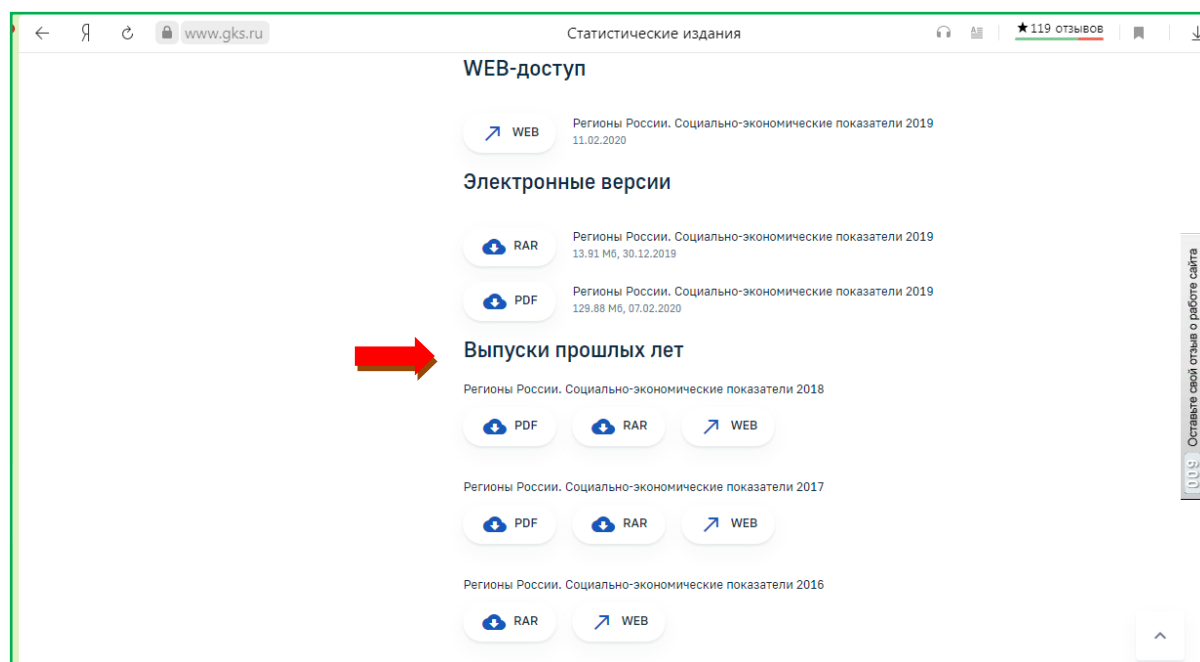 Я
www.gks.ru
Статистические издания
★119 отзывов
WEB-доступ
WEB
Регионы России. Социально-экономические показатели 2019
11.02.2020
Электронные версии
RAR
Регионы России. Социально-экономические показатели 2019
13.91 Мб, 30.12.2019
PDF
Регионы России. Социально-экономические показатели 2019
129.88 Мб, 07.02.2020
Выпуски прошлых лет
Регионы России. Социально-экономические показатели 2018
PDF RAR WEB
Регионы России. Социально-экономические показатели 2017
PDF RAR WEB
Регионы России. Социально-экономические показатели 2016
RAR WEB
Оставьте свой отзыв о работе сайта